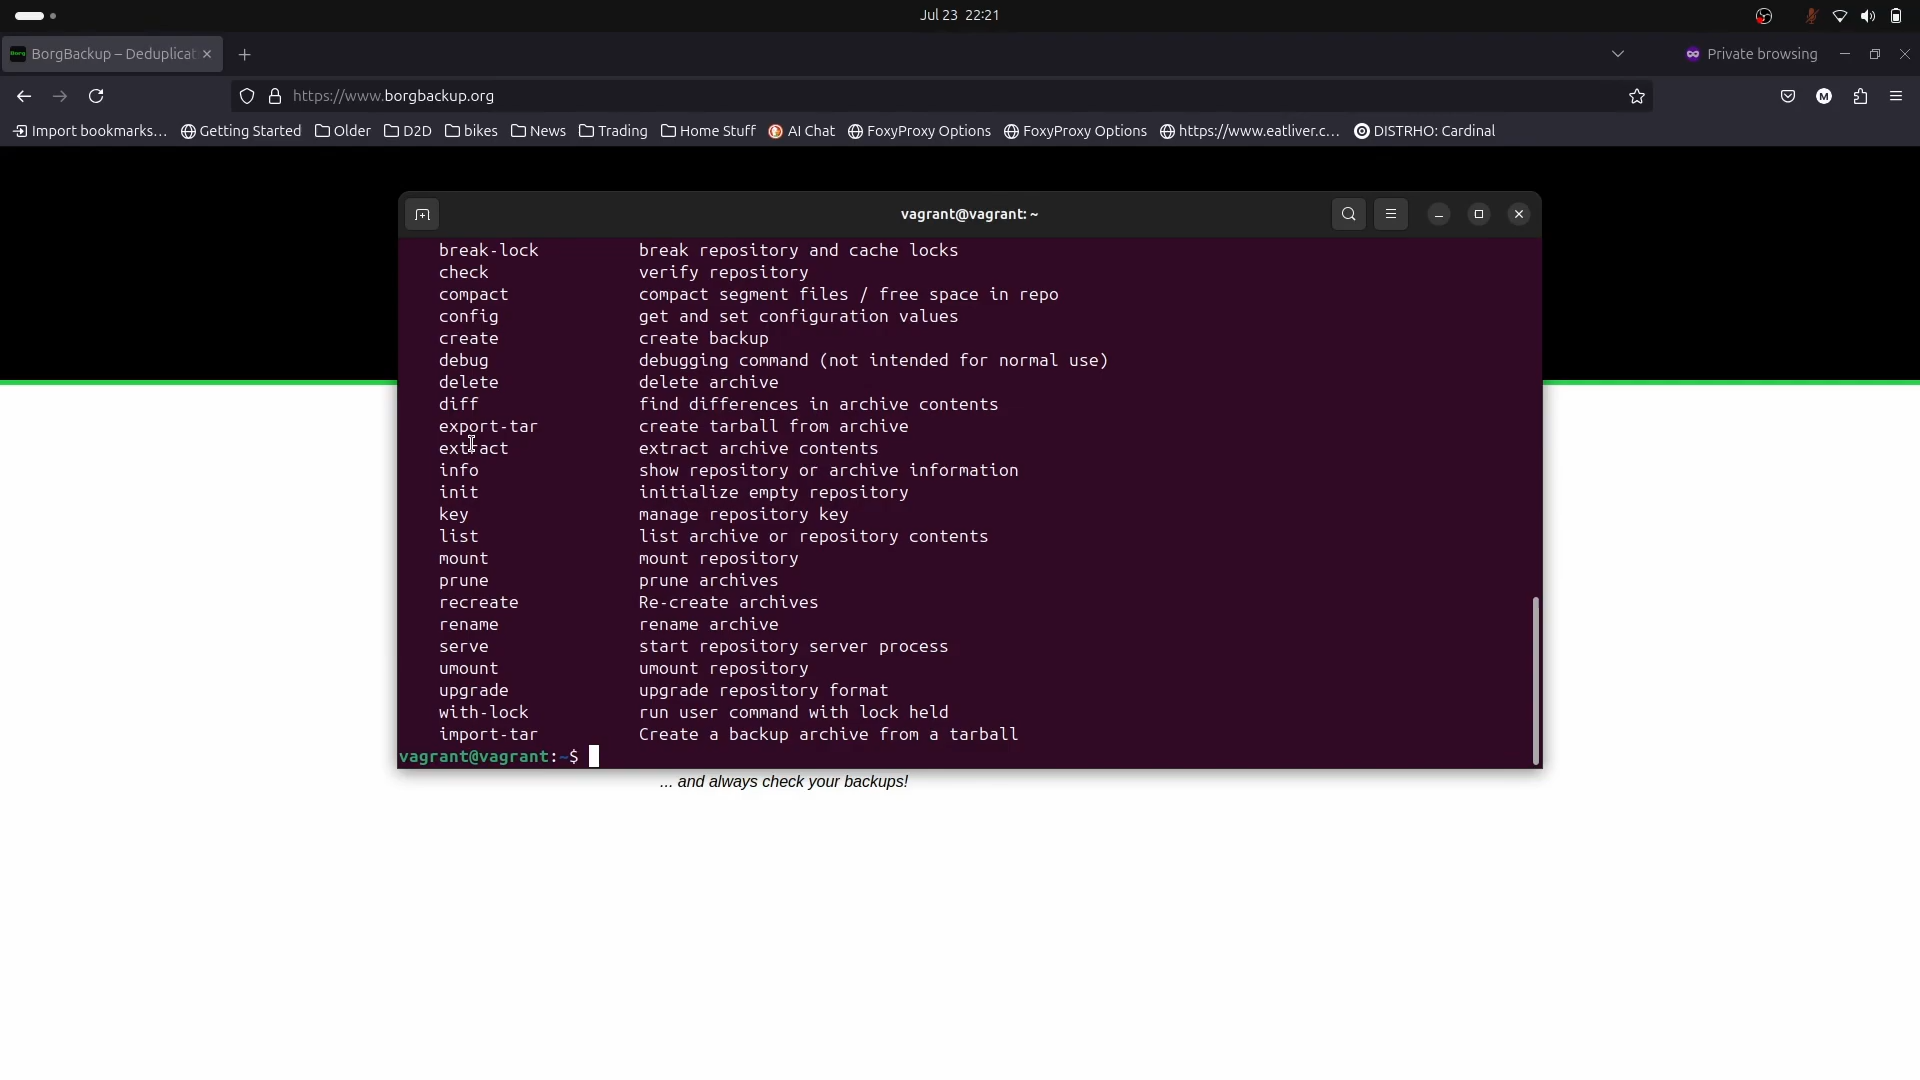 Jul 23 22:21
Borg BorgBackup – Deduplicat
Private browsing
https://www.borgbackup.org
M
Import bookmarks… Getting Started Older D2D bikes News Trading Home Stuff AI Chat FoxyProxy Options FoxyProxy Options https://www.eatliver.c… DISTRHO: Cardinal
vagrant@vagrant: ~
break-lock break repository and cache locks
check verify repository
compact compact segment files / free space in repo
config get and set configuration values
create create backup
debug debugging command (not intended for normal use)
delete delete archive
diff find differences in archive contents
export-tar create tarball from archive
extract extract archive contents
info show repository or archive information
init initialize empty repository
key manage repository key
list list archive or repository contents
mount mount repository
prune prune archives
recreate Re-create archives
rename rename archive
serve start repository server process
umount umount repository
upgrade upgrade repository format
with-lock run user command with lock held
import-tar Create a backup archive from a tarball
vagrant@vagrant:~$
... and always check your backups!